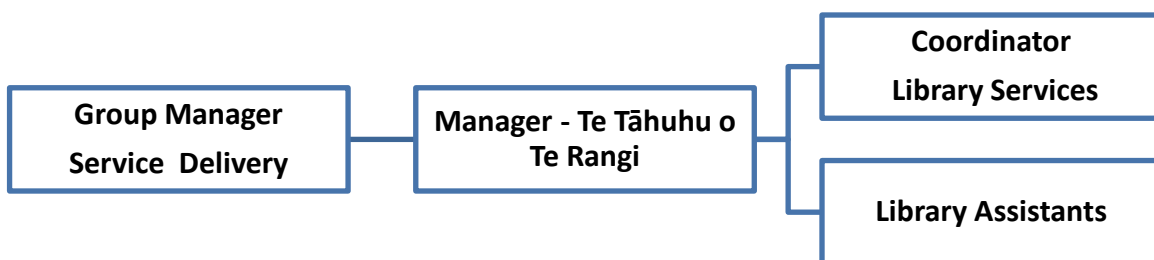 Group Manager
Service Delivery
Manager - Te Tāhuhu o
Te Rangi
Coordinator
Library Services
Library Assistants